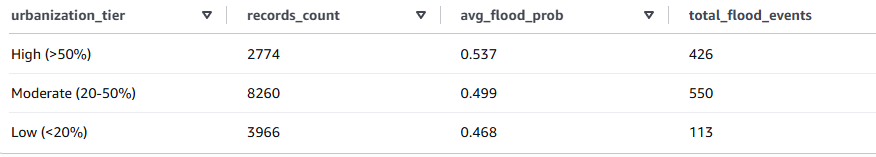 urbanization_tier records_count avg_flood_prob total_flood_events
High (>50%) 2774 0.537 426
Moderate (20-50%) 8260 0.499 550
Low (<20%) 3966 0.468 113